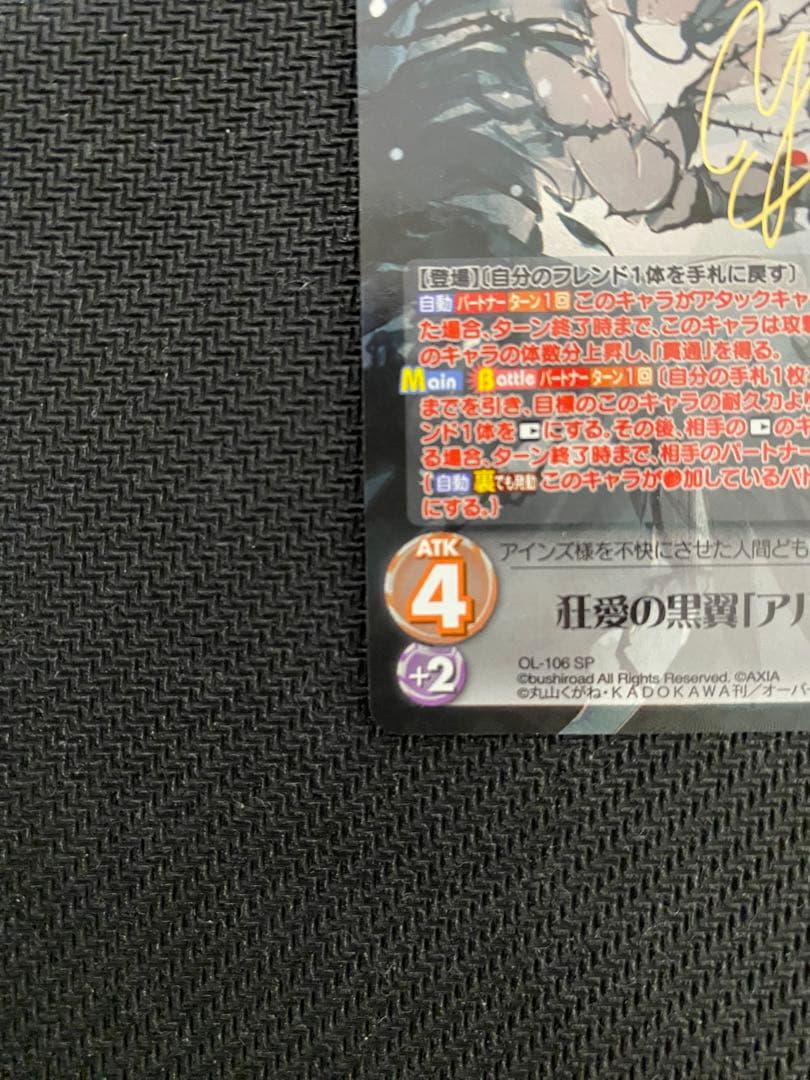 【登場】〔自分のフレンド1体を手札に戻す〕
自動 パートナー ターン1回 このキャラがアタックキャ
た場合、ターン終了時まで、このキャラは攻撃
のキャラの体数分上昇し、「貫通」を得る。
Main Battle パートナー ターン1回 〔自分の手札1枚
までを引き、目標のこのキャラの耐久力よ
ンド1体を にする。その後、相手の のキ
る場合、ターン終了時まで、相手のパートナー
{ 自動 裏でも発動 このキャラが参加しているバト
にする。}
ATK
4
アインズ様を不快にさせた人間ども
狂愛の黒翼「アル
+2
OL-106 SP
©bushiroad All Rights Reserved. ©AXIA
©丸山くがね・KADOKAWA刊／オーバー